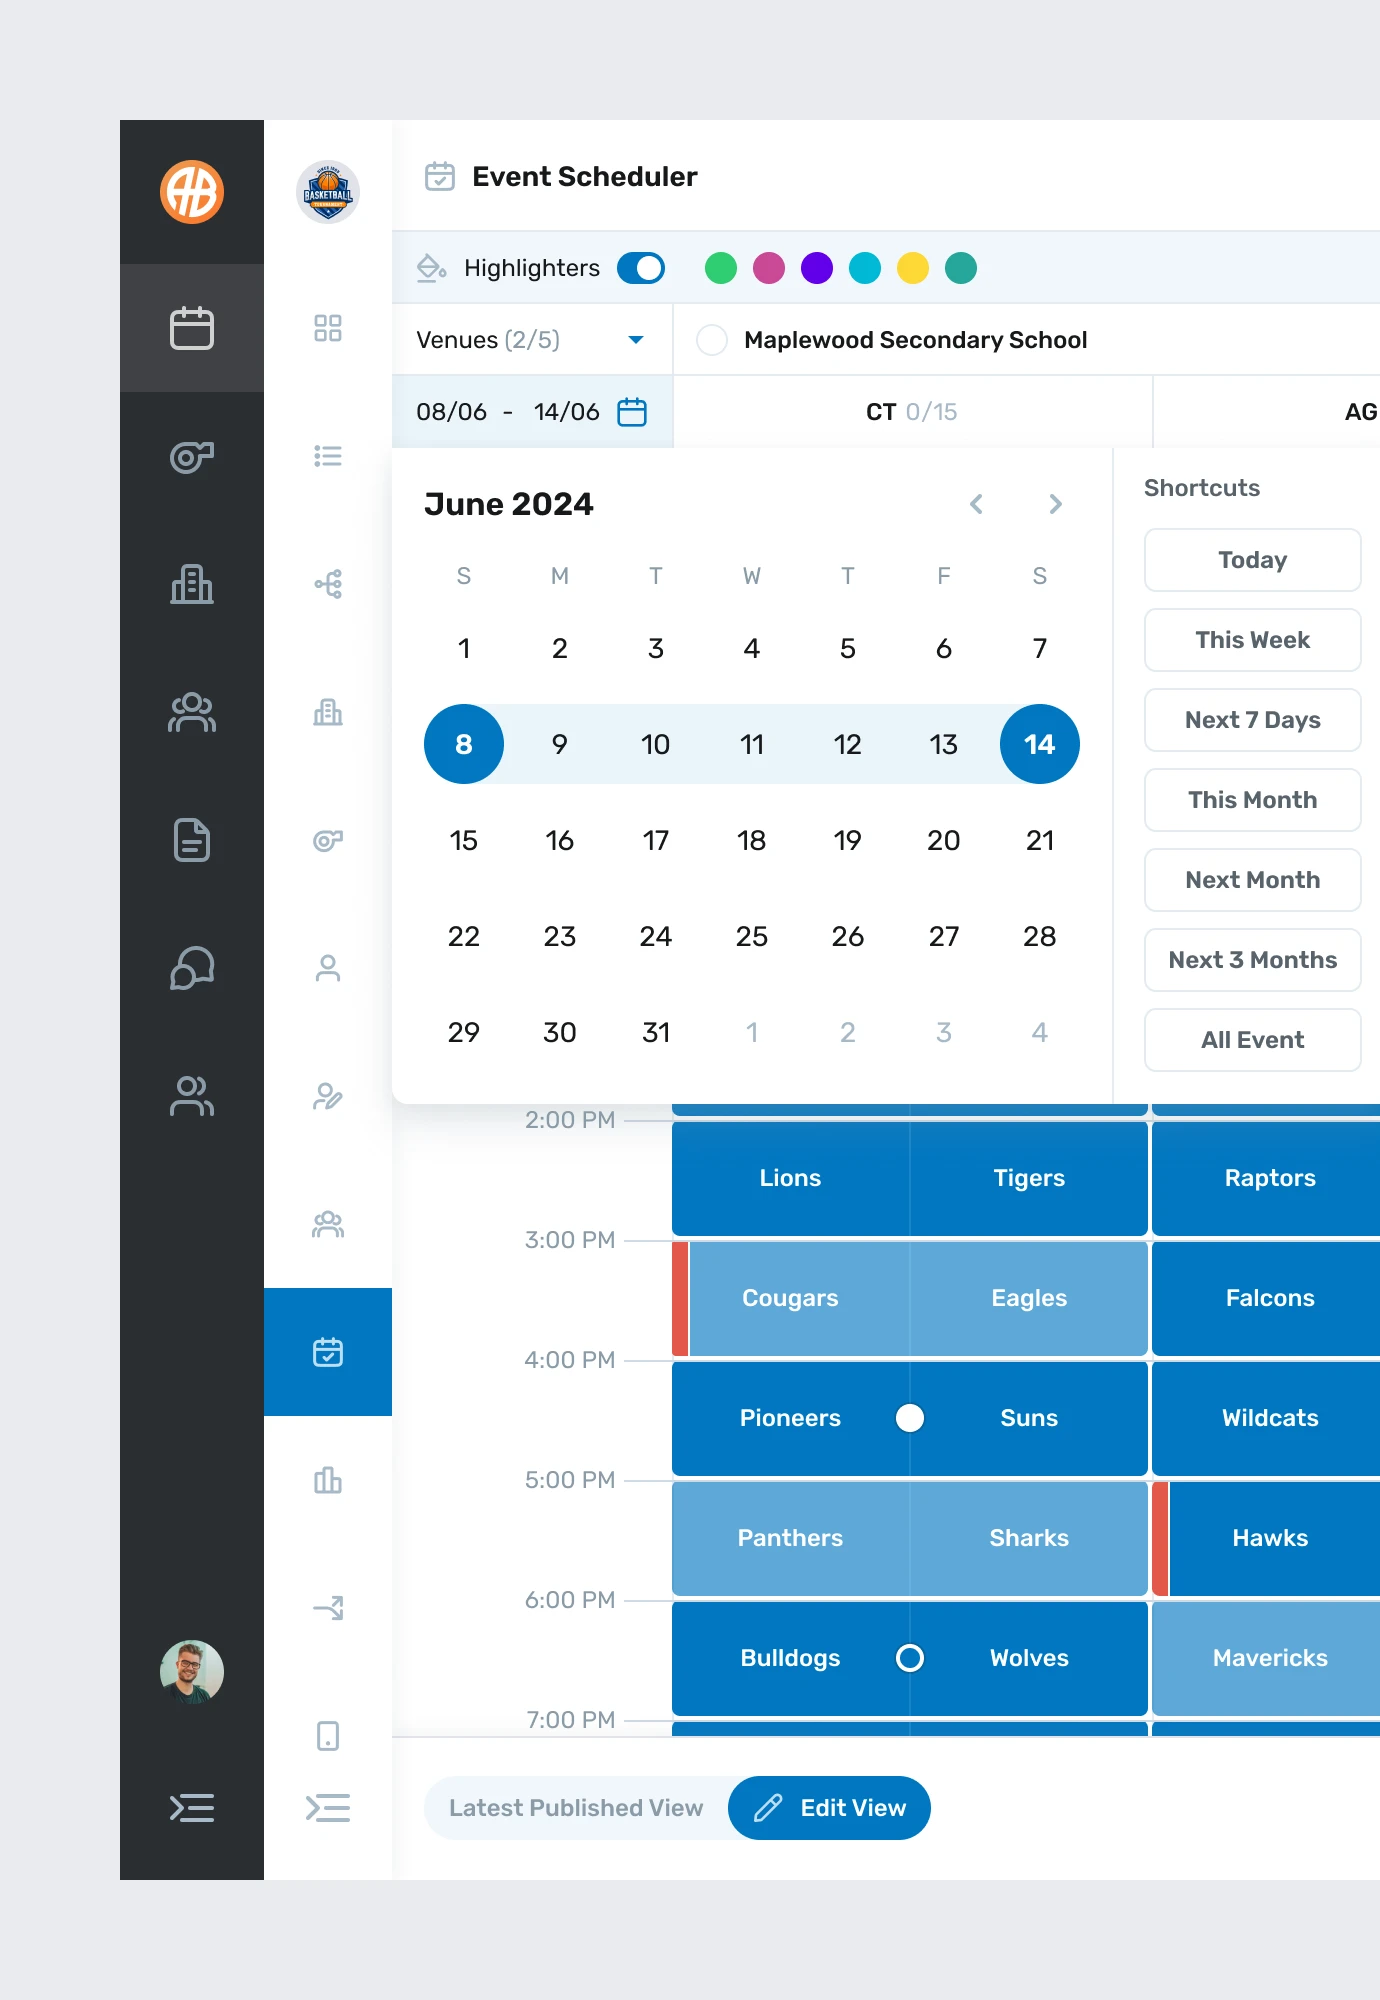 AB
SINCE 1989
BASKETBALL
TOURNAMENT
Event Scheduler
Highlighters
Venues (2/5)
Maplewood Secondary School
08/06 - 14/06
CT 0/15
AG
June 2024
S M T W T F S
1 2 3 4 5 6 7
8 9 10 11 12 13 14
15 16 17 18 19 20 21
22 23 24 25 26 27 28
29 30 31 1 2 3 4
Shortcuts
Today
This Week
Next 7 Days
This Month
Next Month
Next 3 Months
All Event
2:00 PM
Lions Tigers Raptors
3:00 PM
Cougars Eagles Falcons
4:00 PM
Pioneers Suns Wildcats
5:00 PM
Panthers Sharks Hawks
6:00 PM
Bulldogs Wolves Mavericks
7:00 PM
Latest Published View
Edit View